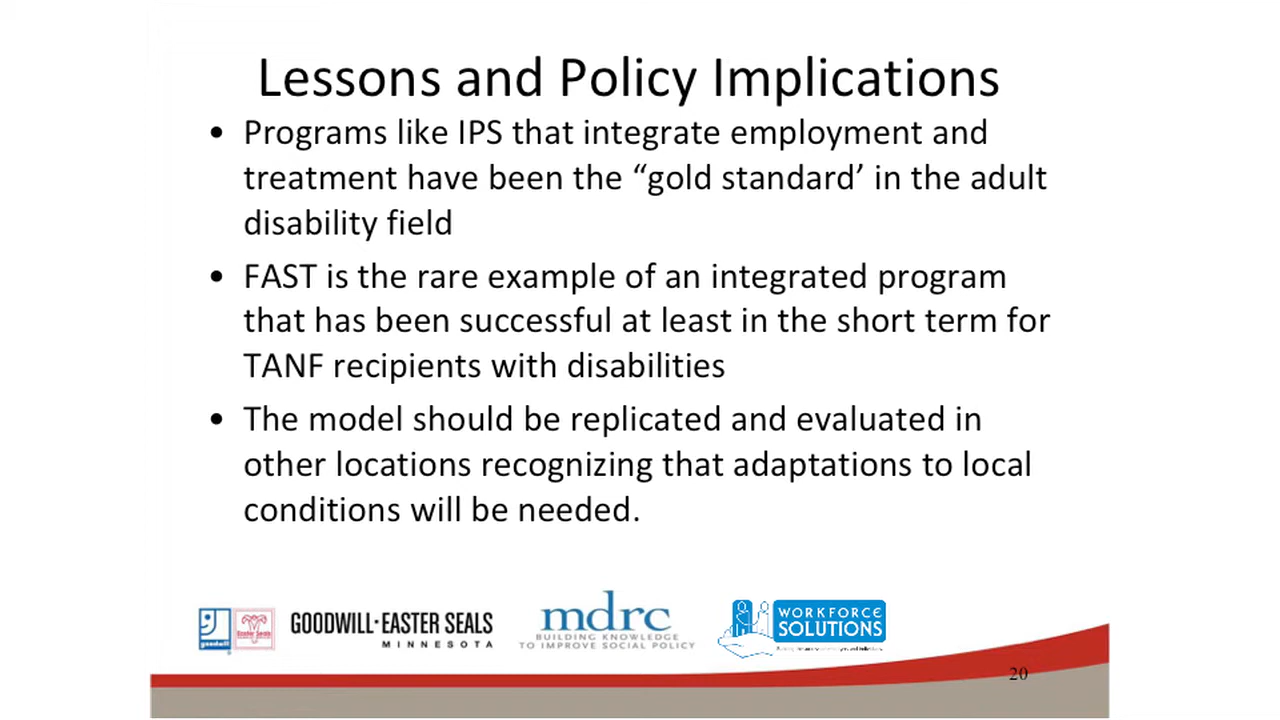 Lessons and Policy Implications
• Programs like IPS that integrate employment and
treatment have been the “gold standard’ in the adult
disability field
• FAST is the rare example of an integrated program
that has been successful at least in the short term for
TANF recipients with disabilities
• The model should be replicated and evaluated in
other locations recognizing that adaptations to local
conditions will be needed.
goodwill
Easter Seals
GOODWILL·EASTER SEALS
MINNESOTA
mdrc
BUILDING KNOWLEDGE
TO IMPROVE SOCIAL POLICY
WORKFORCE
SOLUTIONS
20